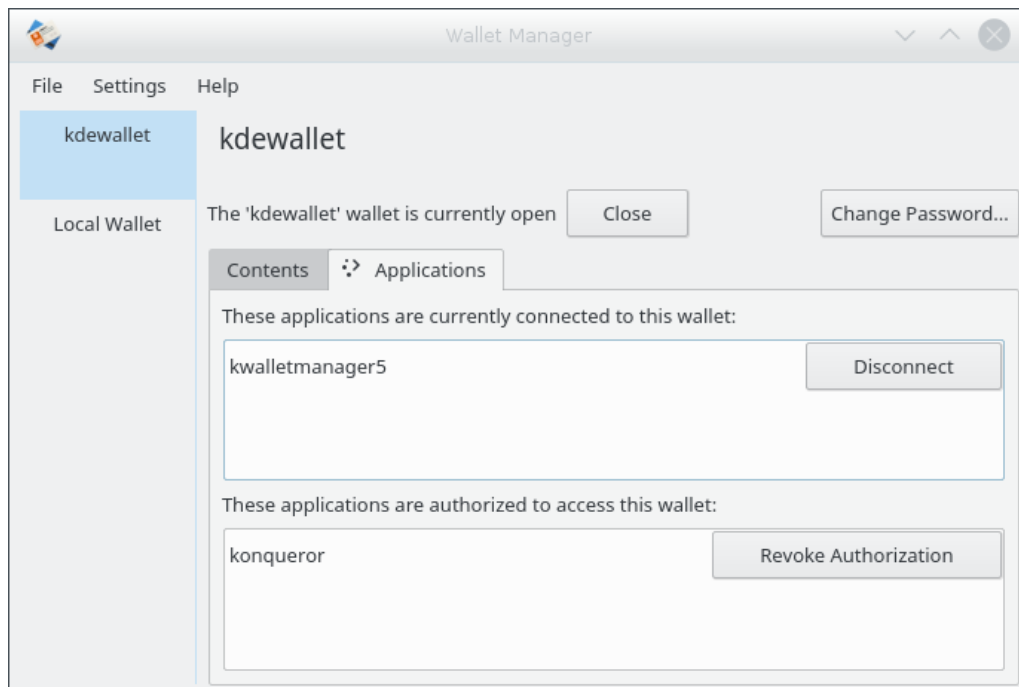 Wallet Manager
File Settings Help
kdewallet
Local Wallet
kdewallet
The 'kdewallet' wallet is currently open Close Change Password...
Contents Applications
These applications are currently connected to this wallet:
kwalletmanager5 Disconnect
These applications are authorized to access this wallet:
konqueror Revoke Authorization